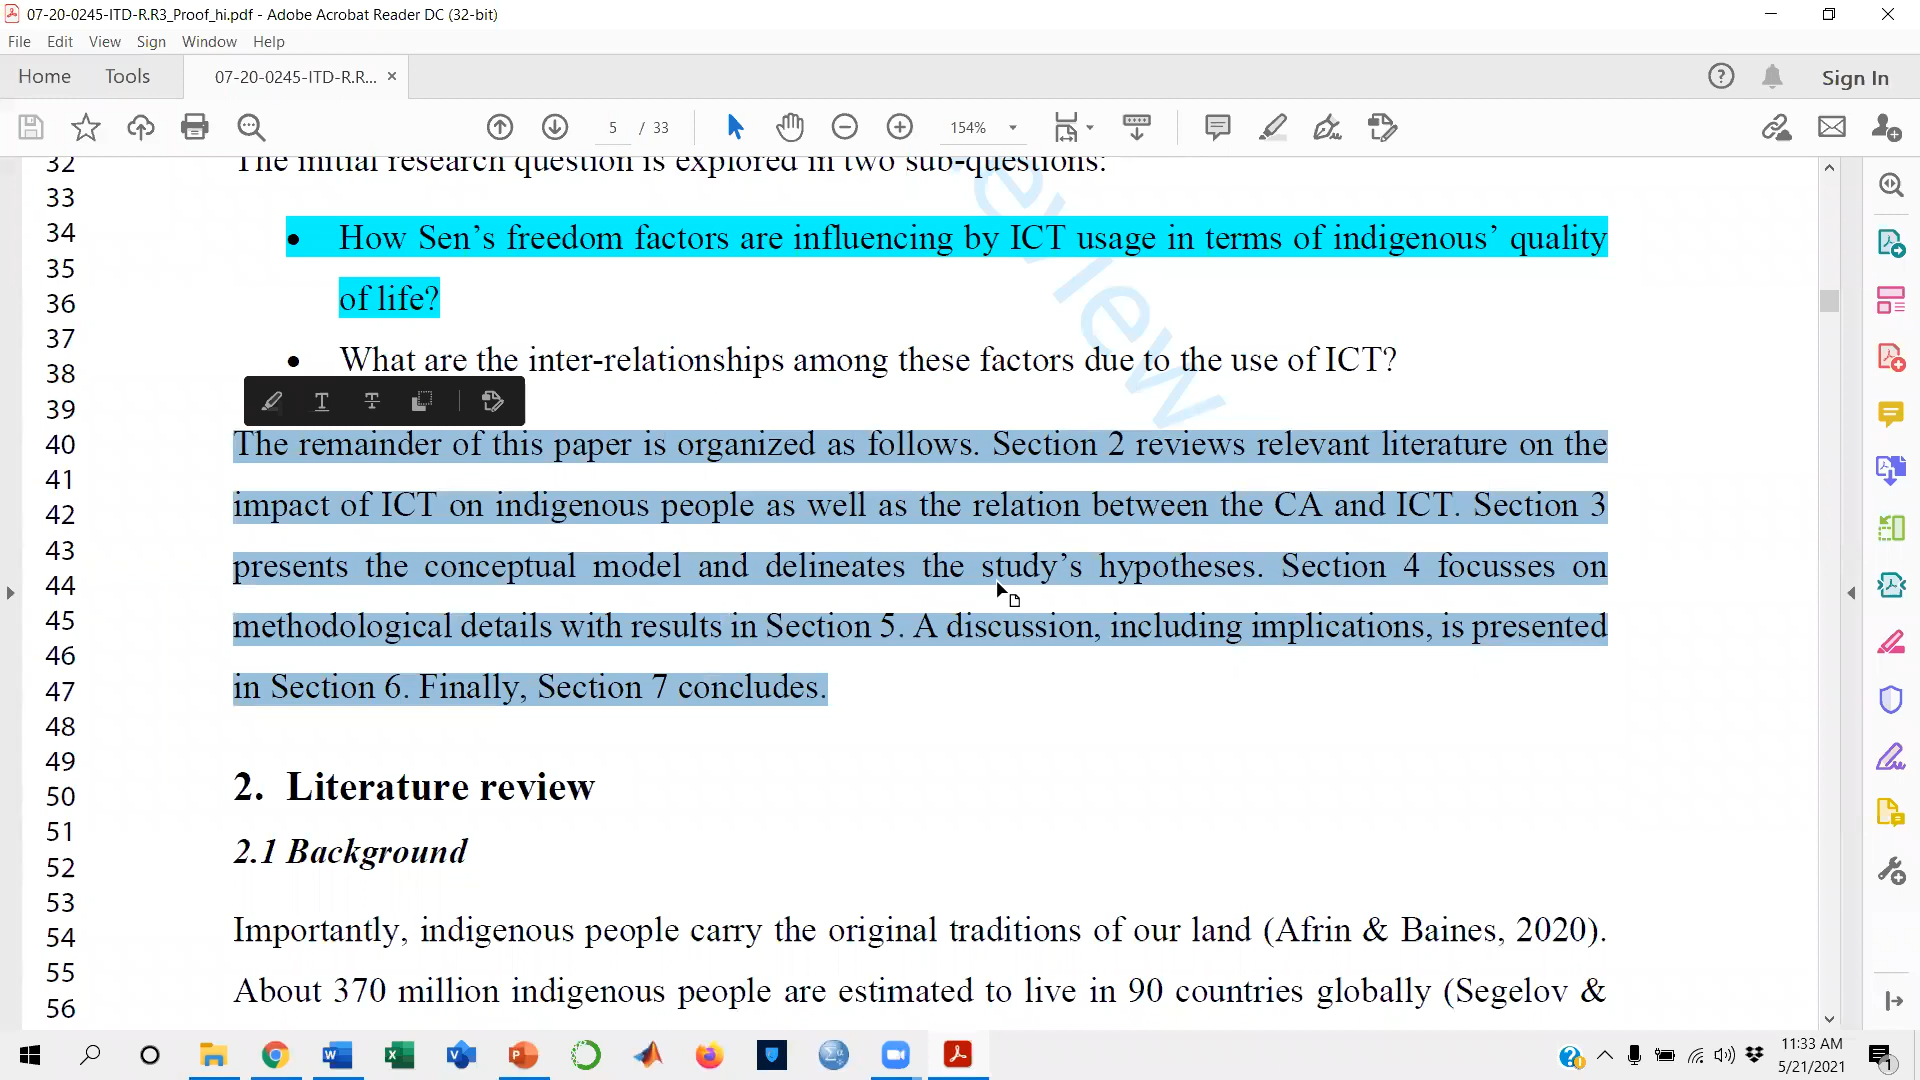 07-20-0245-ITD-R.R3_Proof_hi.pdf - Adobe Acrobat Reader DC (32-bit)
File Edit View Sign Window Help
Home Tools 07-20-0245-ITD-R.R... × Sign In
5 / 33 154%
32 The initial research question is explored in two sub-questions:
33
34 • How Sen's freedom factors are influencing by ICT usage in terms of indigenous' quality
35
36 of life?
37
38 • What are the inter-relationships among these factors due to the use of ICT?
39
40 The remainder of this paper is organized as follows. Section 2 reviews relevant literature on the
41
42 impact of ICT on indigenous people as well as the relation between the CA and ICT. Section 3
43
44 presents the conceptual model and delineates the study's hypotheses. Section 4 focusses on
45
46 methodological details with results in Section 5. A discussion, including implications, is presented
47 in Section 6. Finally, Section 7 concludes.
48
49
50 2. Literature review
51
52 2.1 Background
53
54 Importantly, indigenous people carry the original traditions of our land (Afrin & Baines, 2020).
55
56 About 370 million indigenous people are estimated to live in 90 countries globally (Segelov &
eview
11:33 AM
5/21/2021
1